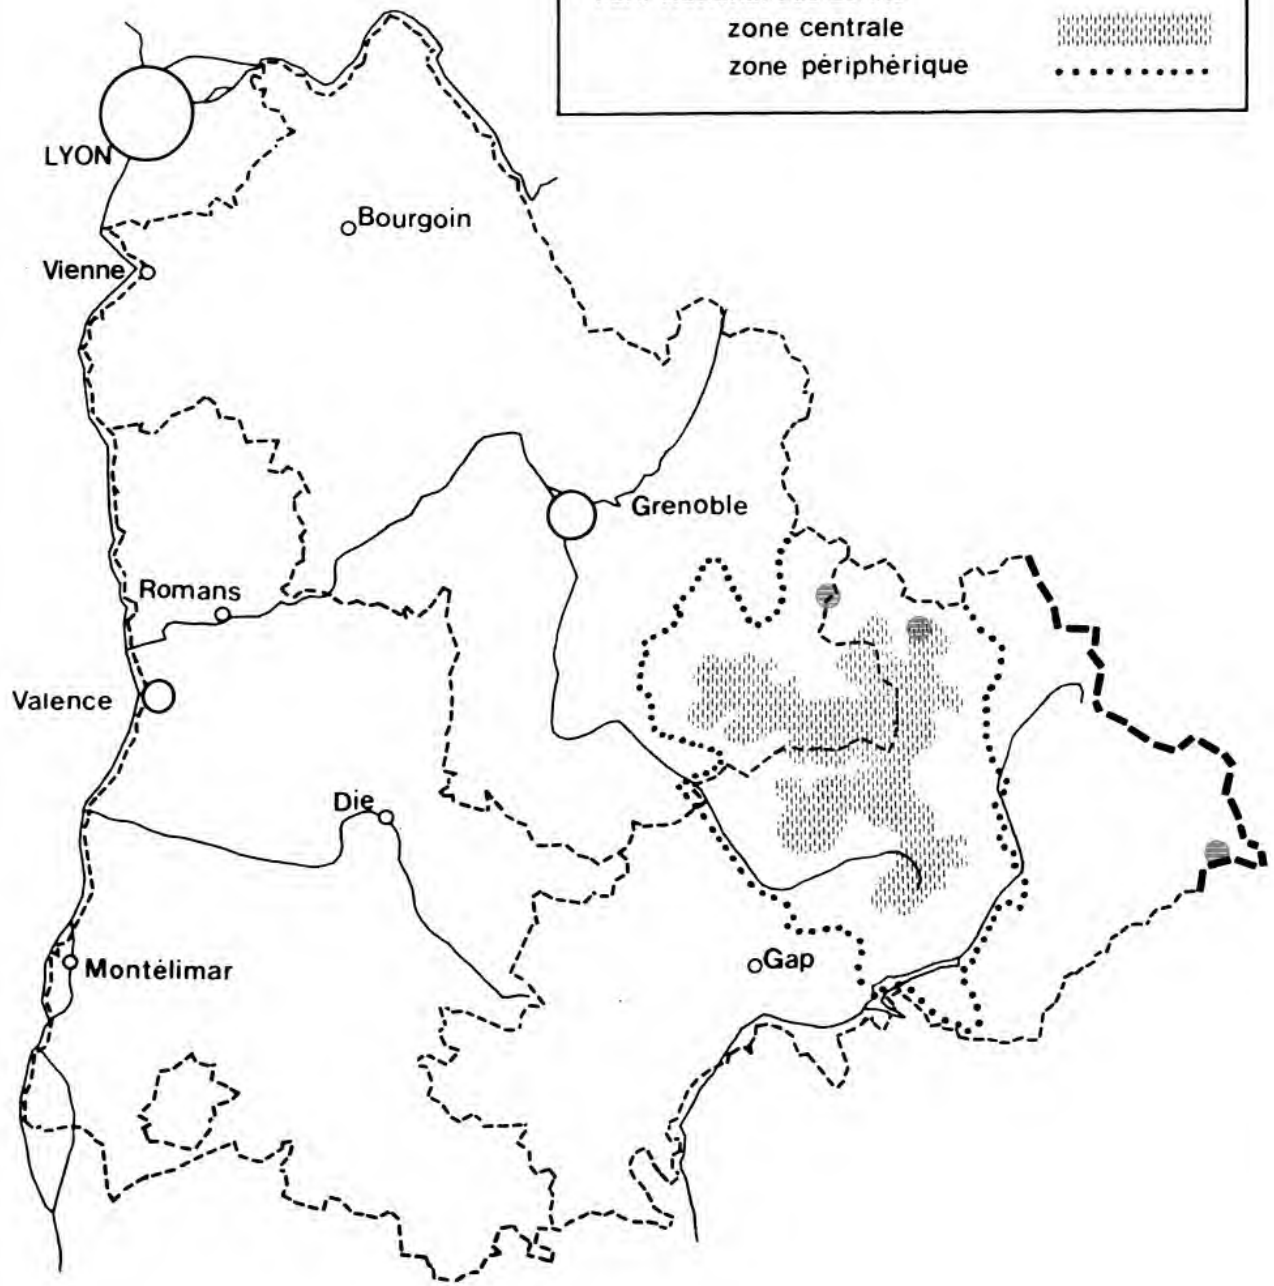 zone centrale
zone périphérique
LYON
Bourgoin
Vienne
Grenoble
Romans
Valence
Die
Gap
Montélimar